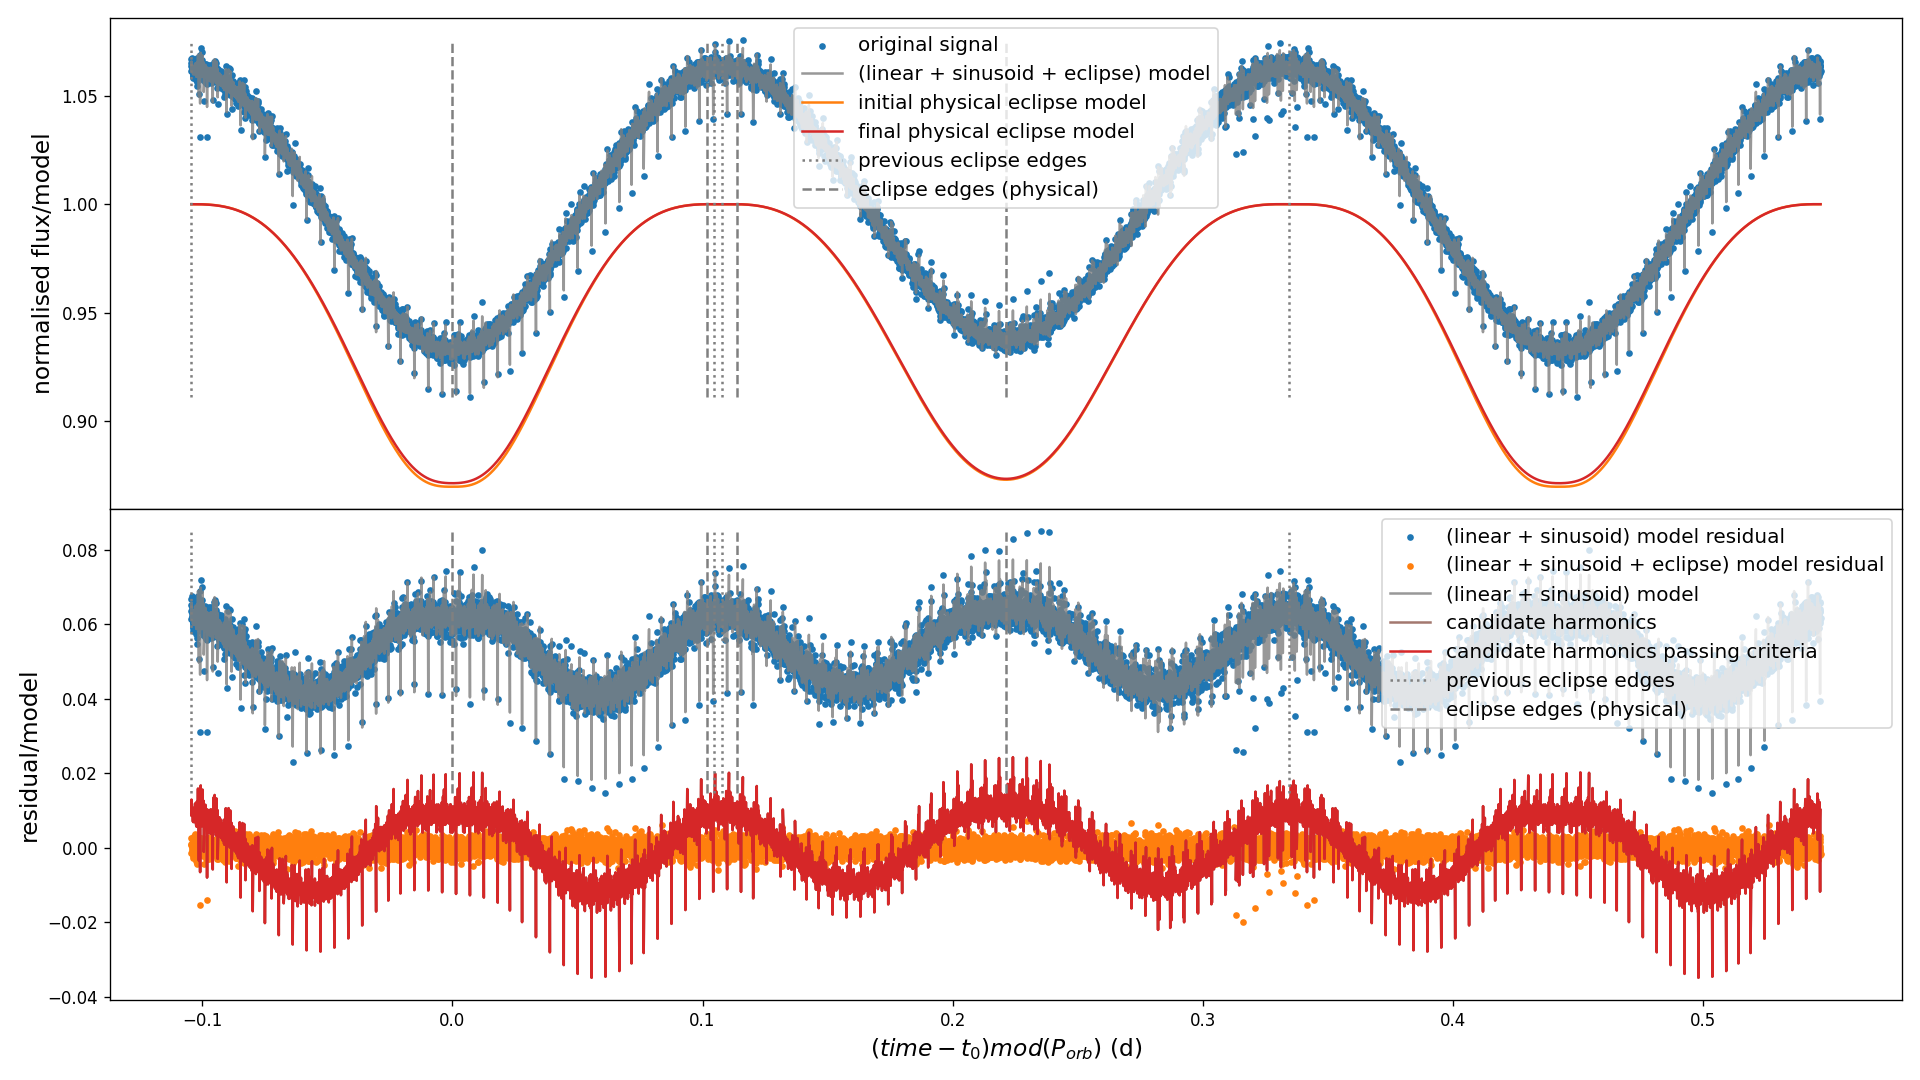 normalised flux/model
1.05
1.00
0.95
0.90
original signal
(linear + sinusoid + eclipse) model
initial physical eclipse model
final physical eclipse model
previous eclipse edges
eclipse edges (physical)
residual/model
0.08
0.06
0.04
0.02
0.00
−0.02
−0.04
(linear + sinusoid) model residual
(linear + sinusoid + eclipse) model residual
(linear + sinusoid) model
candidate harmonics
candidate harmonics passing criteria
previous eclipse edges
eclipse edges (physical)
−0.1 0.0 0.1 0.2 0.3 0.4 0.5
(time − t₀)mod(Pₒᵣb) (d)